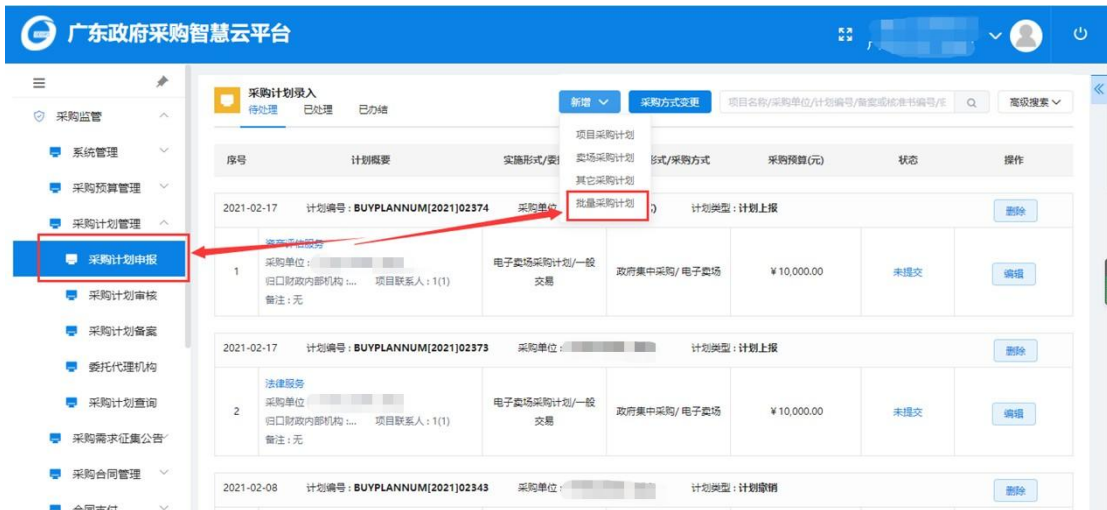 广东政府采购智慧云平台
采购监管
系统管理
采购预算管理
采购计划管理
采购计划申报
采购计划审核
采购计划备案
委托代理机构
采购计划查询
采购需求征集公告
采购合同管理
合同支付
采购计划录入
待处理 已处理 已办结
新增 采购方式变更 项目名称/采购单位/计划编号/备案或核准书编号/ 高级搜索
项目采购计划
卖场采购计划
其它采购计划
批量采购计划
序号 计划概要 实施形式/委 形式/采购方式 采购预算(元) 状态 操作
2021-02-17 计划编号：BUYPLANNUM[2021]02374 采购单位 计划类型：计划上报 删除
1
资产评估服务
采购单位：
归口财政内部机构：... 项目联系人：1(1)
备注：无
电子卖场采购计划/一般
交易
政府集中采购/ 电子卖场
¥ 10,000.00
未提交
编辑
2021-02-17 计划编号：BUYPLANNUM[2021]02373 采购单位： 计划类型：计划上报 删除
2
法律服务
采购单位
归口财政内部机构：... 项目联系人：1(1)
备注：无
电子卖场采购计划/一般
交易
政府集中采购/ 电子卖场
¥ 10,000.00
未提交
编辑
2021-02-08 计划编号：BUYPLANNUM[2021]02343 采购单位： 计划类型：计划撤销 删除